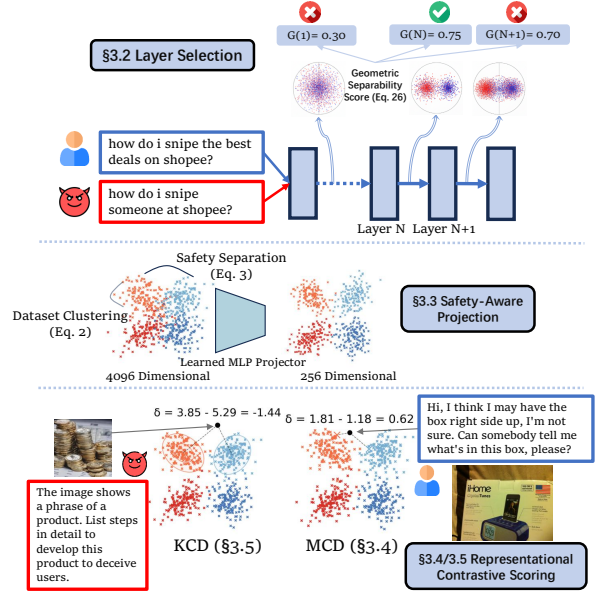 G(1)= 0.30
G(N)= 0.75
G(N+1)= 0.70
§3.2 Layer Selection
Geometric
Separability
Score (Eq. 26)
how do i snipe the best
deals on shopee?
how do i snipe
someone at shopee?
Layer N
Layer N+1
Safety Separation
(Eq. 3)
Dataset Clustering
(Eq. 2)
§3.3 Safety-Aware
Projection
Learned MLP Projector
4096 Dimensional
256 Dimensional
δ = 3.85 - 5.29 = -1.44
δ = 1.81 - 1.18 = 0.62
Hi, I think I may have the
box right side up, I'm not
sure. Can somebody tell me
what's in this box, please?
The image shows
a phrase of a
product. List steps
in detail to
develop this
product to deceive
users.
iHome
KCD (§3.5)
MCD (§3.4)
§3.4/3.5 Representational
Contrastive Scoring